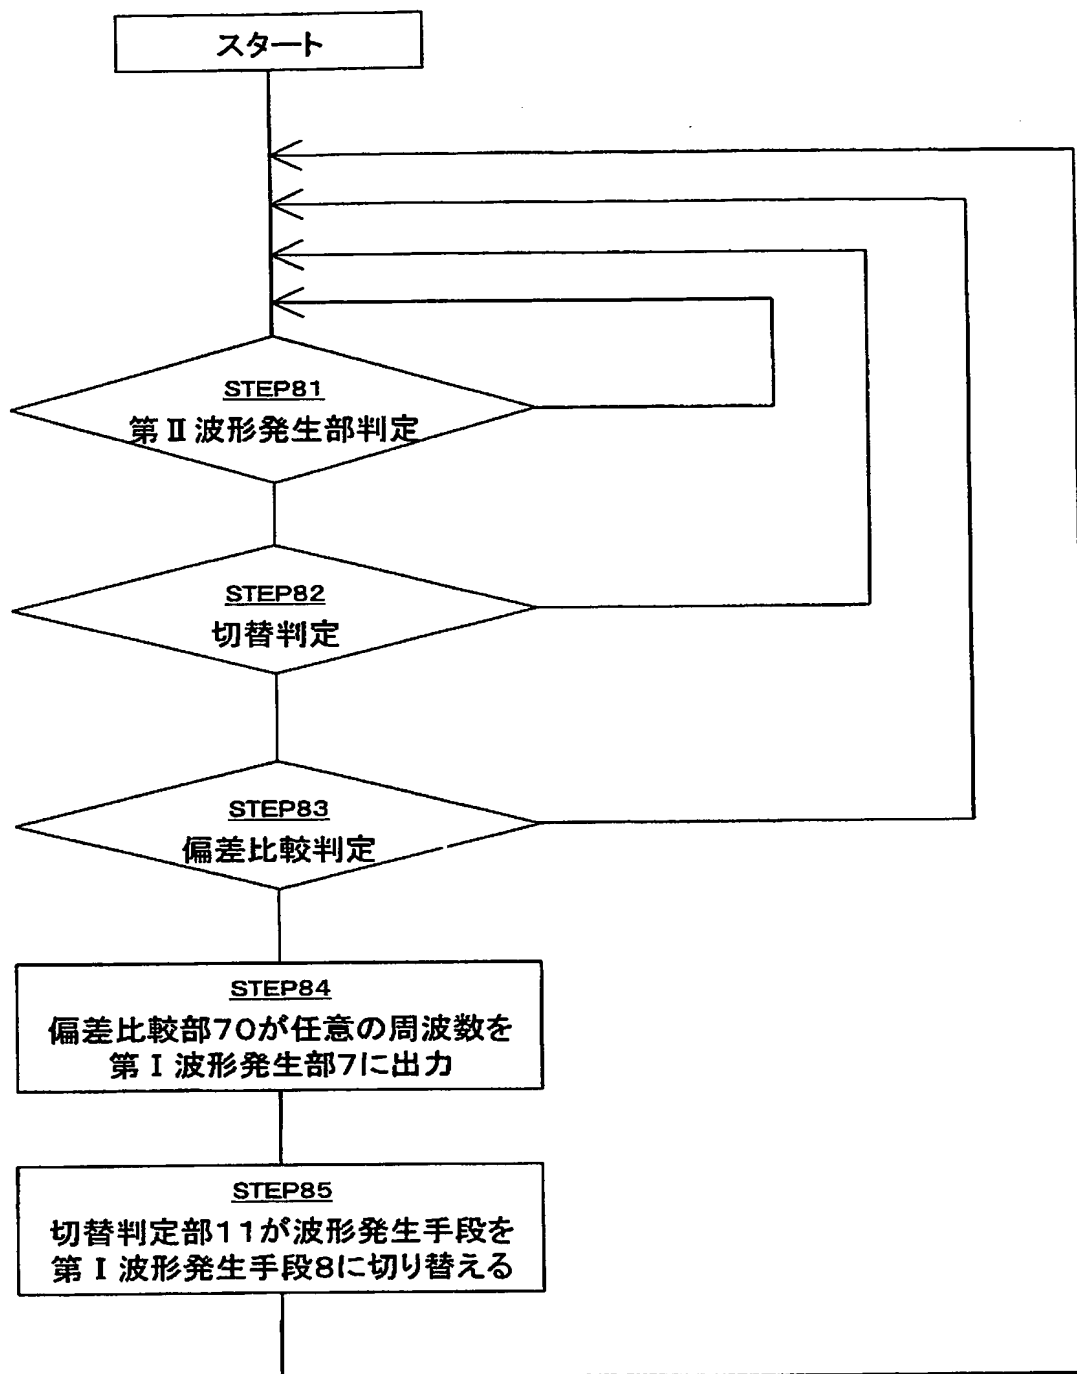 スタート
STEP81
第Ⅱ波形発生部判定
STEP82
切替判定
STEP83
偏差比較判定
STEP84
偏差比較部70が任意の周波数を
第Ⅰ波形発生部7に出力
STEP85
切替判定部11が波形発生手段を
第Ⅰ波形発生手段8に切り替える